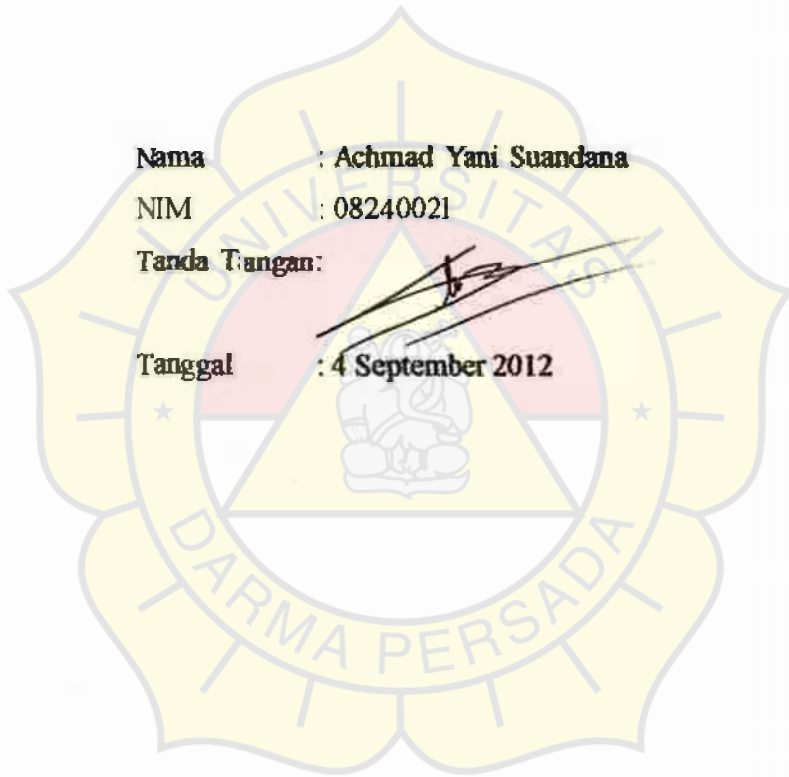 Nama : Achmad Yani Suandana
NIM : 08240021
Tanda Tangan:
Tanggal : 4 September 2012
UNIVERSITAS
DARMA PERSADA